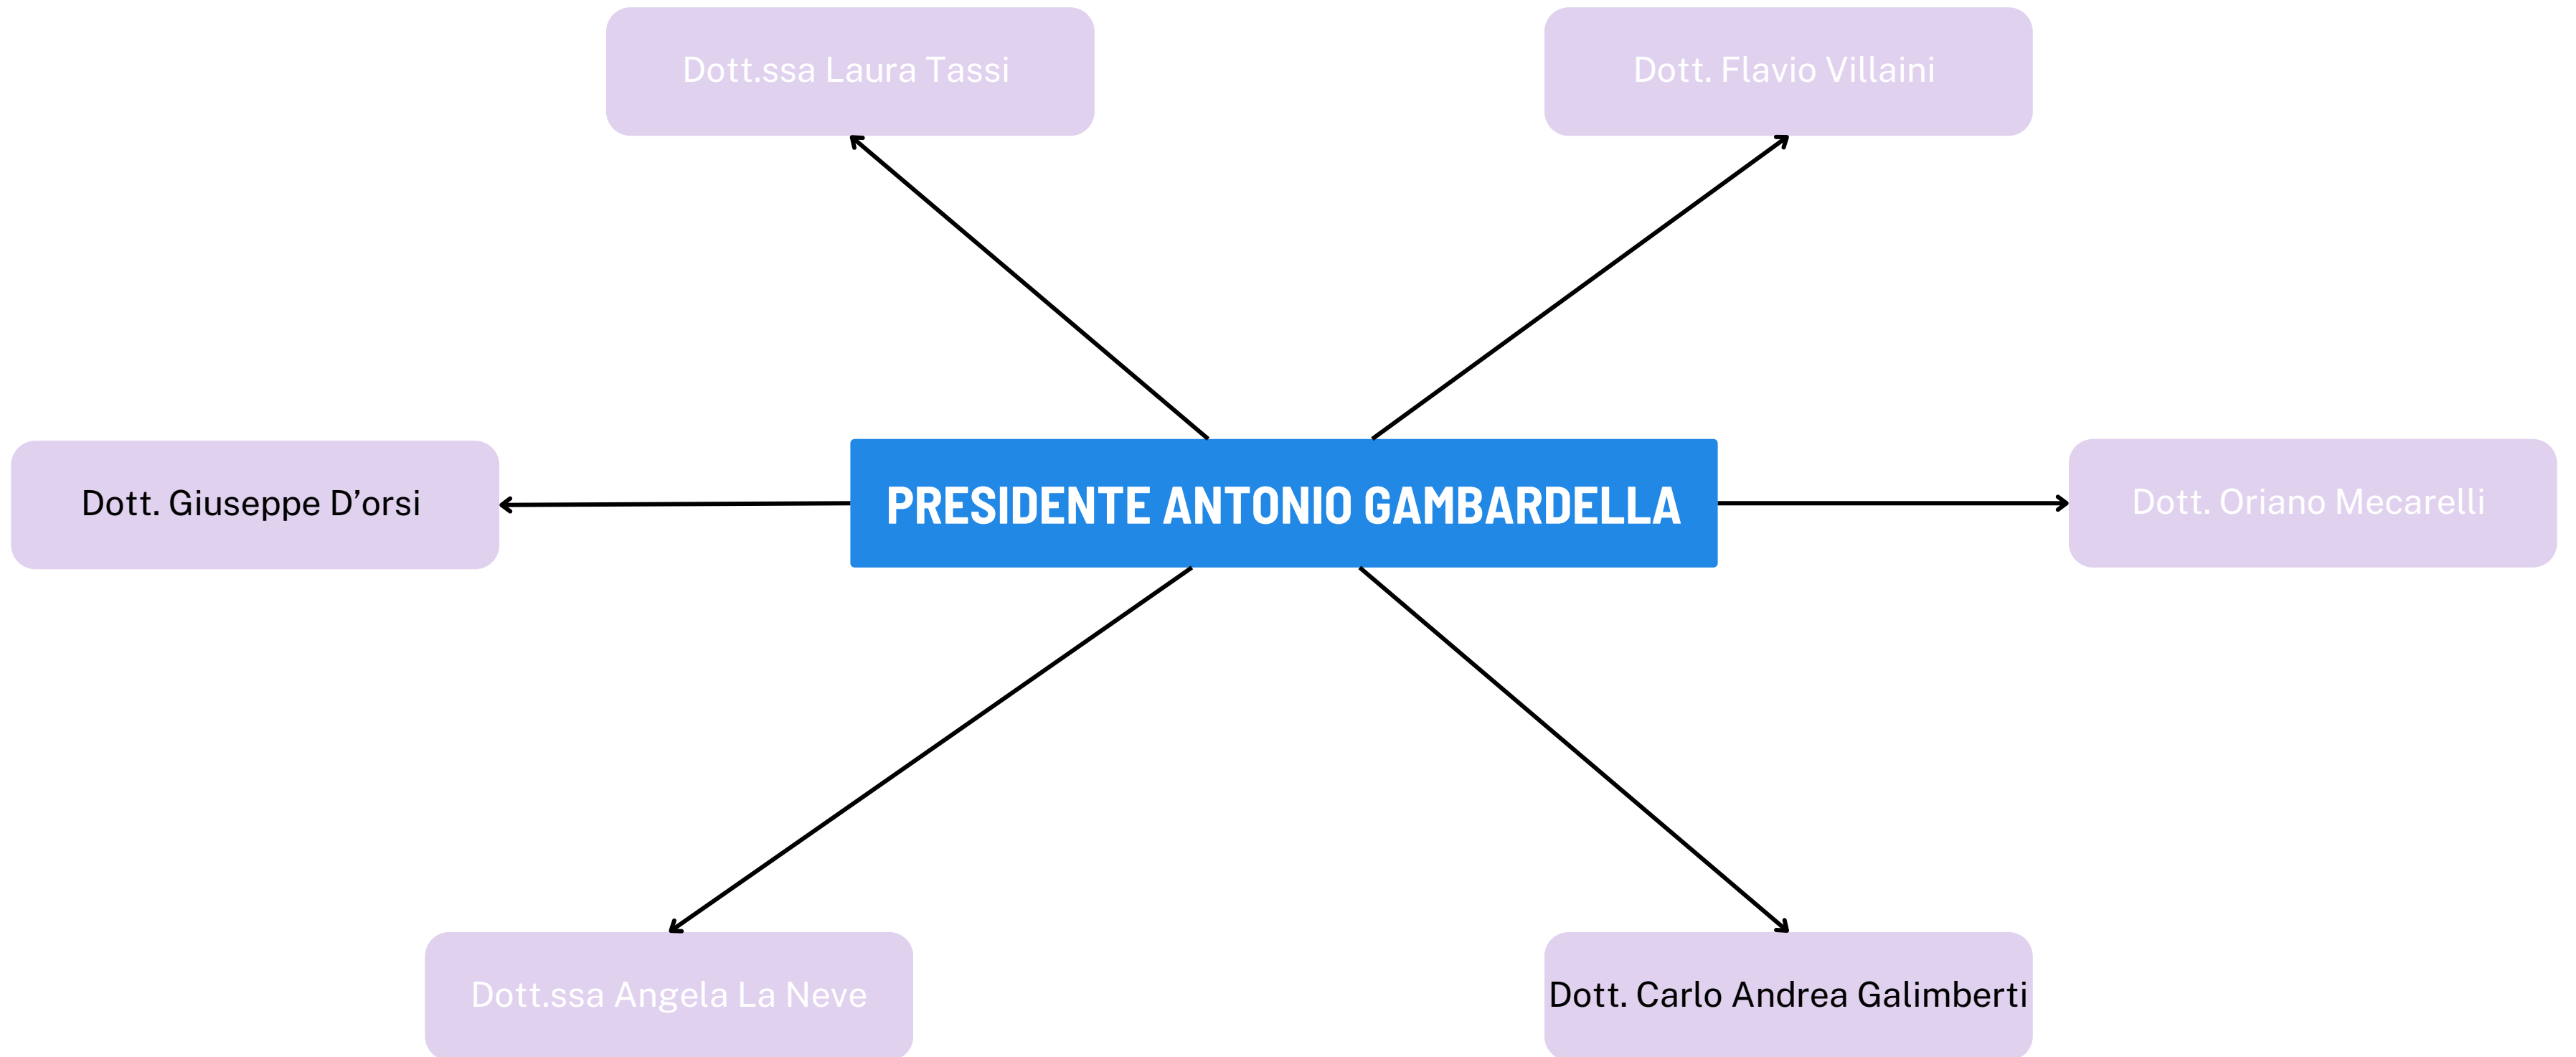 Dott.ssa Laura Tassi
Dott. Flavio Villaini
Dott. Giuseppe D’orsi
PRESIDENTE ANTONIO GAMBARDELLA
Dott. Oriano Mecarelli
Dott.ssa Angela La Neve
Dott. Carlo Andrea Galimberti